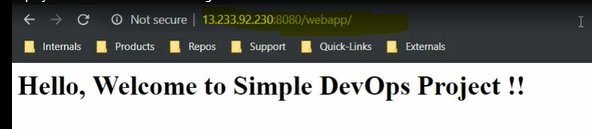 Not secure | 13.233.92.230:8080/webapp/
Internals Products Repos Support Quick-Links Externals
Hello, Welcome to Simple DevOps Project !!